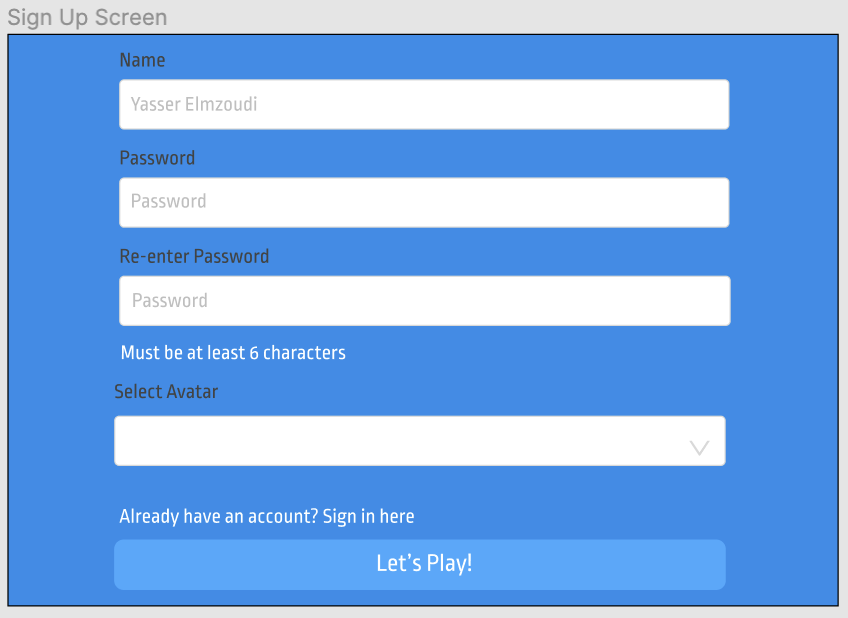 Sign Up Screen
Name
Yasser Elmzoudi
Password
Password
Re-enter Password
Password
Must be at least 6 characters
Select Avatar
Already have an account? Sign in here
Let's Play!